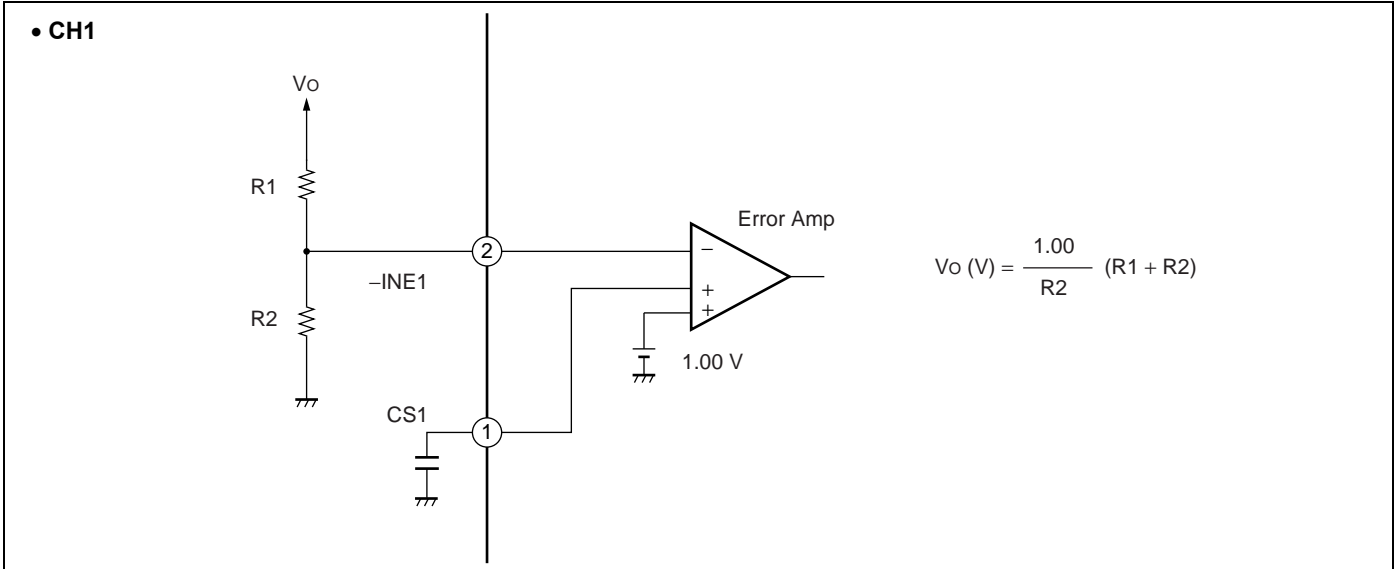 • CH1
Vo
R1
Error Amp
2
−
−INE1
+
+
R2
1.00 V
CS1
1
Vo (V) = 1.00 / R2 (R1 + R2)